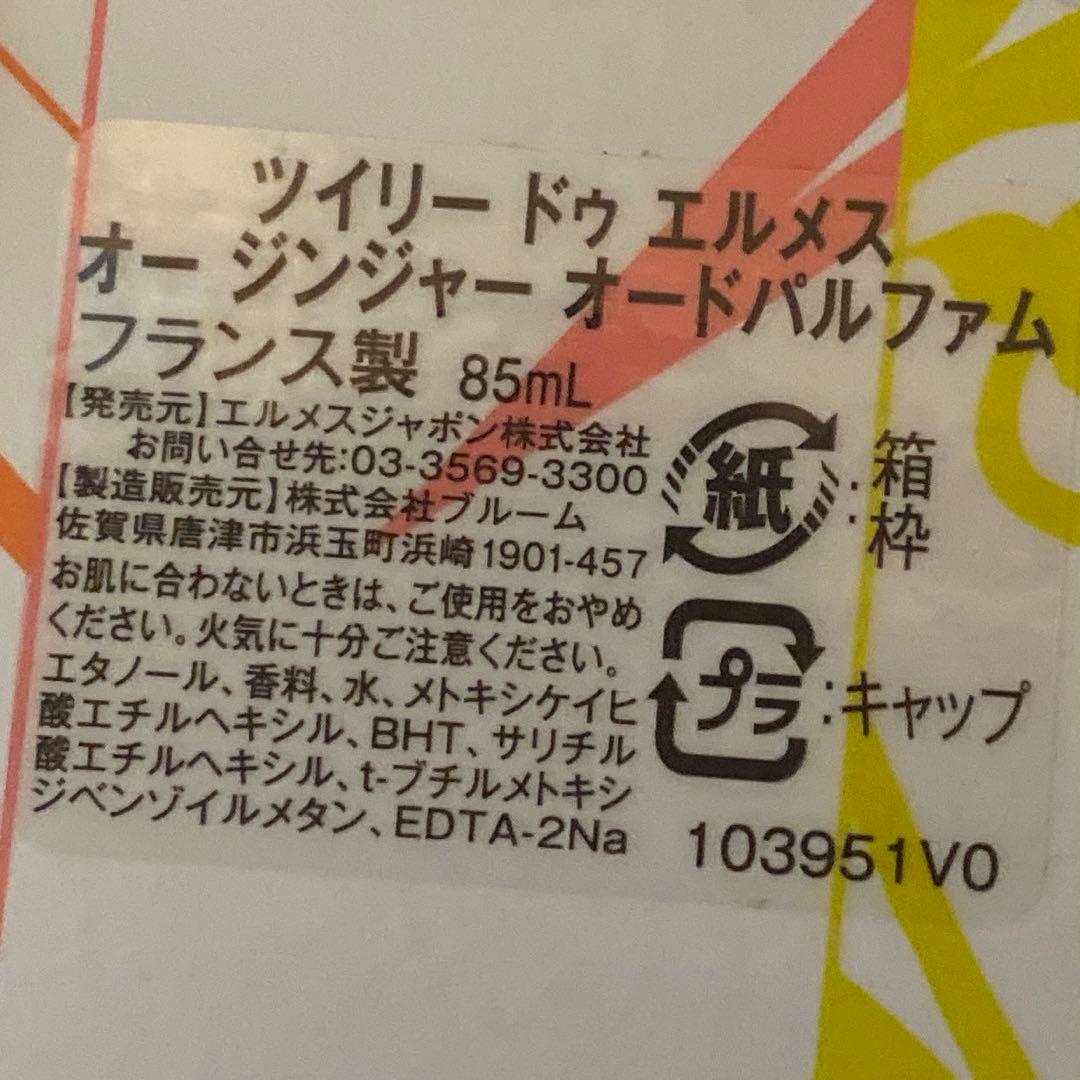 ツイリー ドゥ エルメス
オー ジンジャー オードパルファム
フランス製 85mL
【発売元】エルメスジャポン株式会社
お問い合せ先:03-3569-3300
【製造販売元】株式会社ブルーム
佐賀県唐津市浜玉町浜崎1901-457
お肌に合わないときは、ご使用をおやめ
ください。火気に十分ご注意ください。
エタノール、香料、水、メトキシケイヒ
酸エチルヘキシル、BHT、サリチル
酸エチルヘキシル、t-ブチルメトキシ
ジベンゾイルメタン、EDTA-2Na
紙:箱
:枠
プラ:キャップ
103951V0